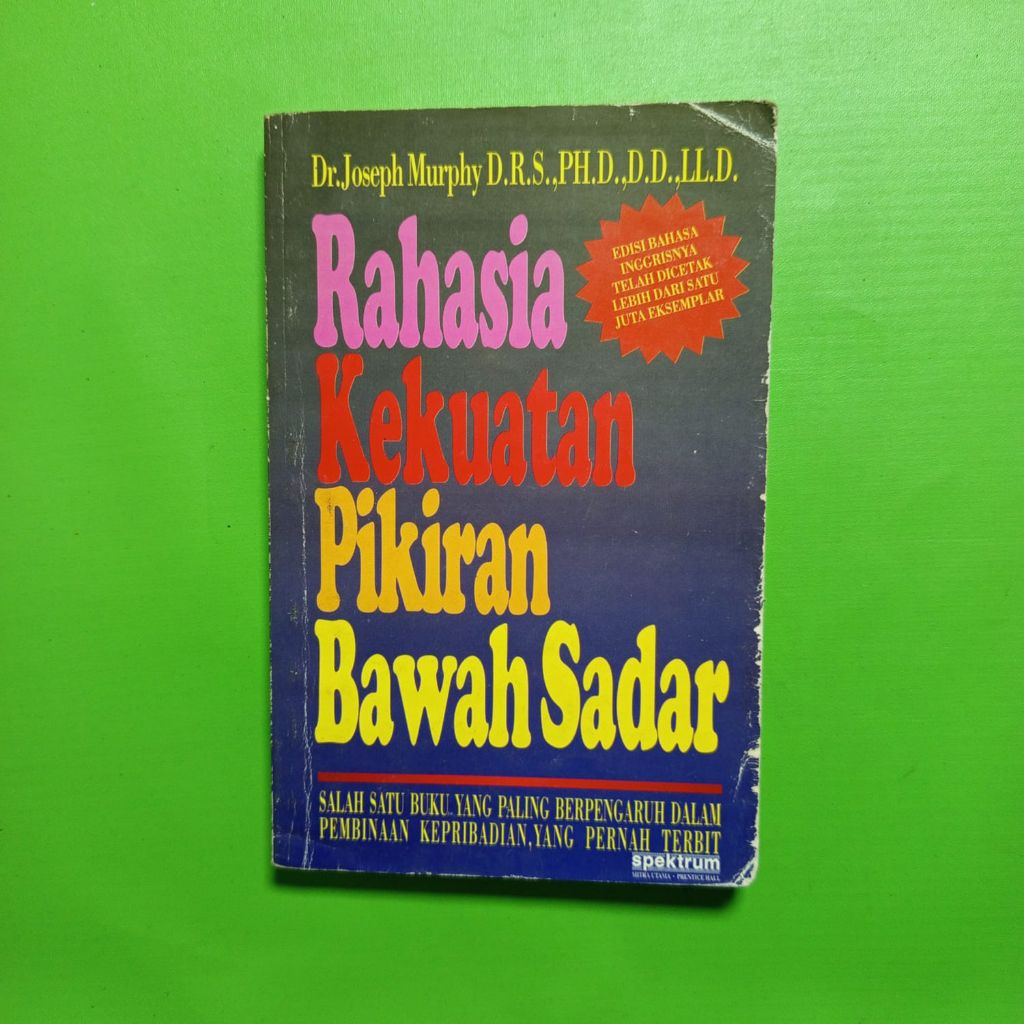 Dr.Joseph Murphy D.R.S.,PH.D.,D.D.,LL.D.
Rahasia
Kekuatan
Pikiran
Bawah Sadar
EDISI BAHASA
INGGRISNYA
TELAH DICETAK
LEBIH DARI SATU
JUTA EKSEMPLAR
SALAH SATU BUKU YANG PALING BERPENGARUH DALAM
PEMBINAAN KEPRIBADIAN, YANG PERNAH TERBIT
spektrum
MITRA UTAMA - PRENTICE HALL